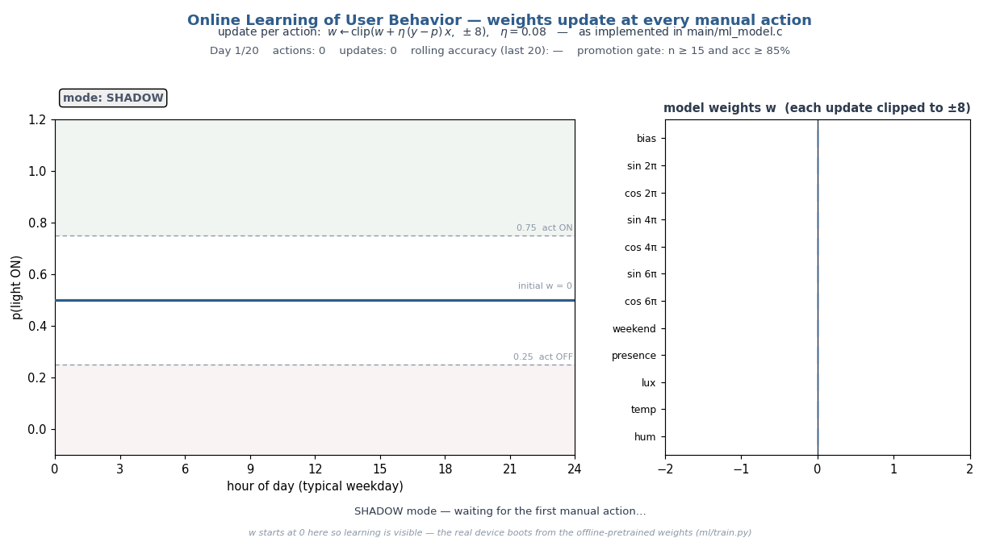 Online Learning of User Behavior — weights update at every manual action
update per action: w ← clip(w + η (y − p) x, ± 8), η = 0.08 — as implemented in main/ml_model.c
Day 1/20 actions: 0 updates: 0 rolling accuracy (last 20): — promotion gate: n ≥ 15 and acc ≥ 85%
mode: SHADOW
1.2
1.0
0.8
0.6
0.4
0.2
0.0
p(light ON)
0.75 act ON
initial w = 0
0.25 act OFF
0 3 6 9 12 15 18 21 24
hour of day (typical weekday)
model weights w (each update clipped to ±8)
bias
sin 2π
cos 2π
sin 4π
cos 4π
sin 6π
cos 6π
weekend
presence
lux
temp
hum
−2 −1 0 1 2
SHADOW mode — waiting for the first manual action…
w starts at 0 here so learning is visible — the real device boots from the offline-pretrained weights (ml/train.py)